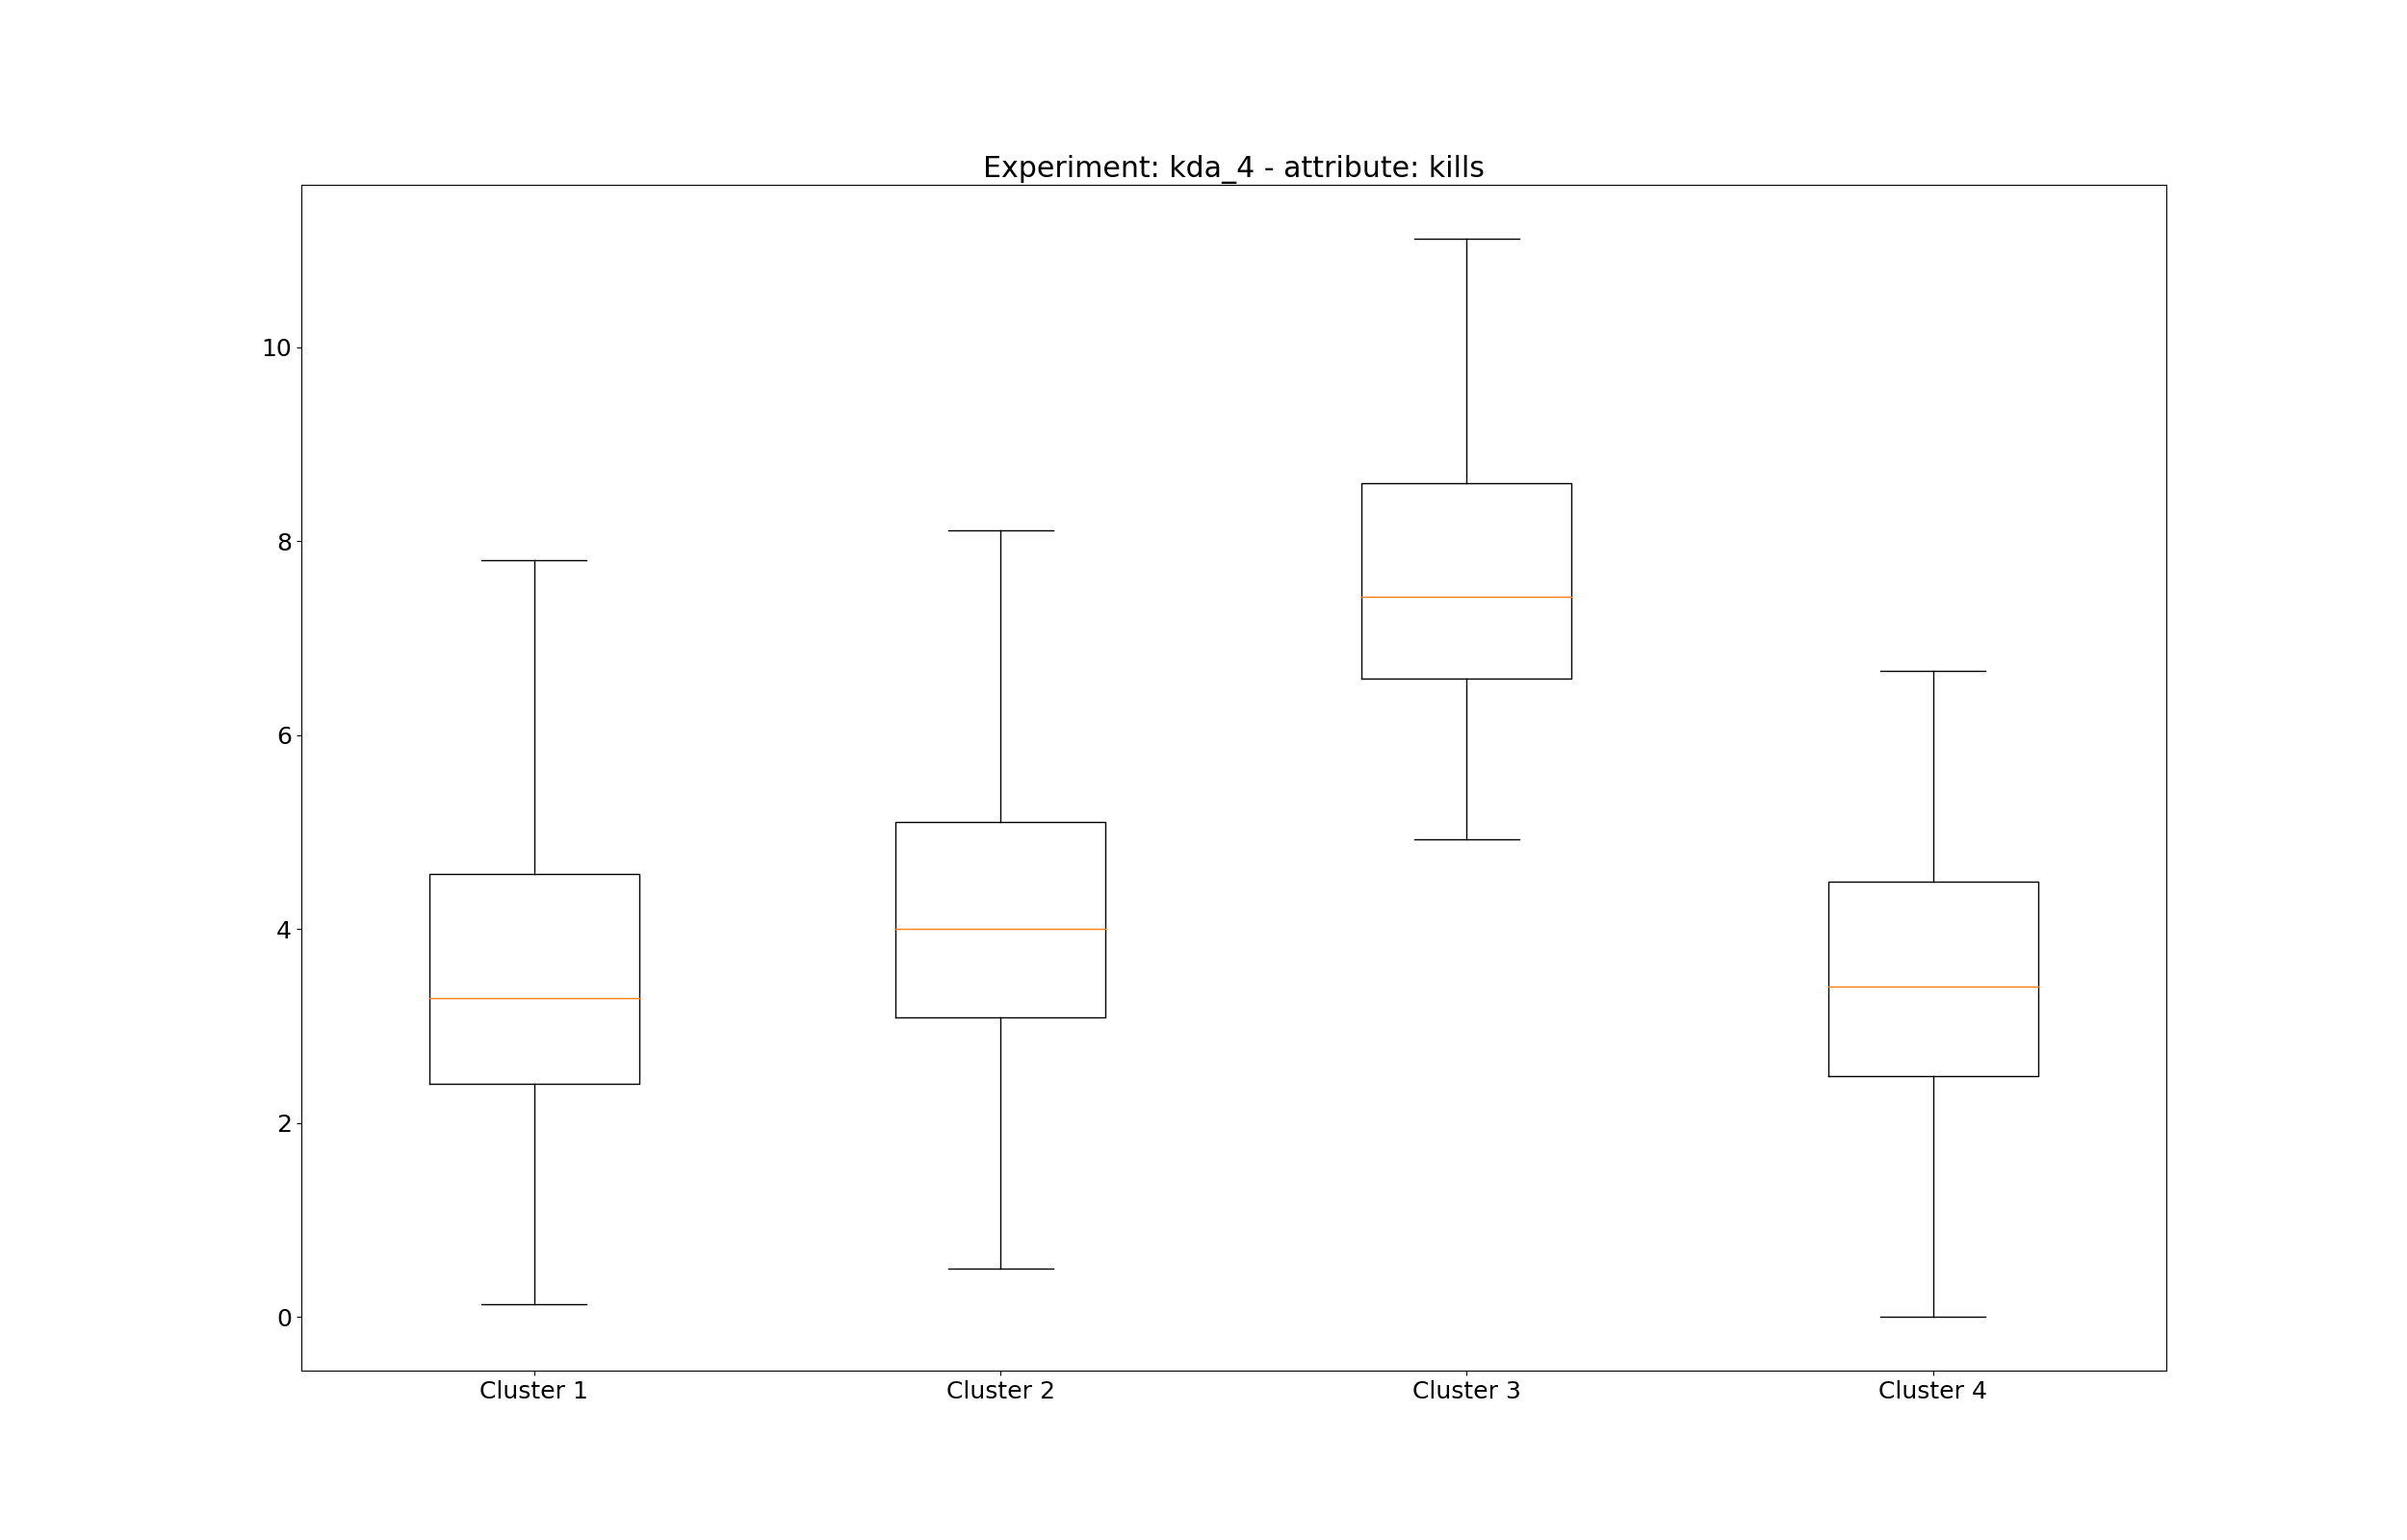 Experiment: kda_4 - attribute: kills
10
8
6
4
2
0
Cluster 1
Cluster 2
Cluster 3
Cluster 4